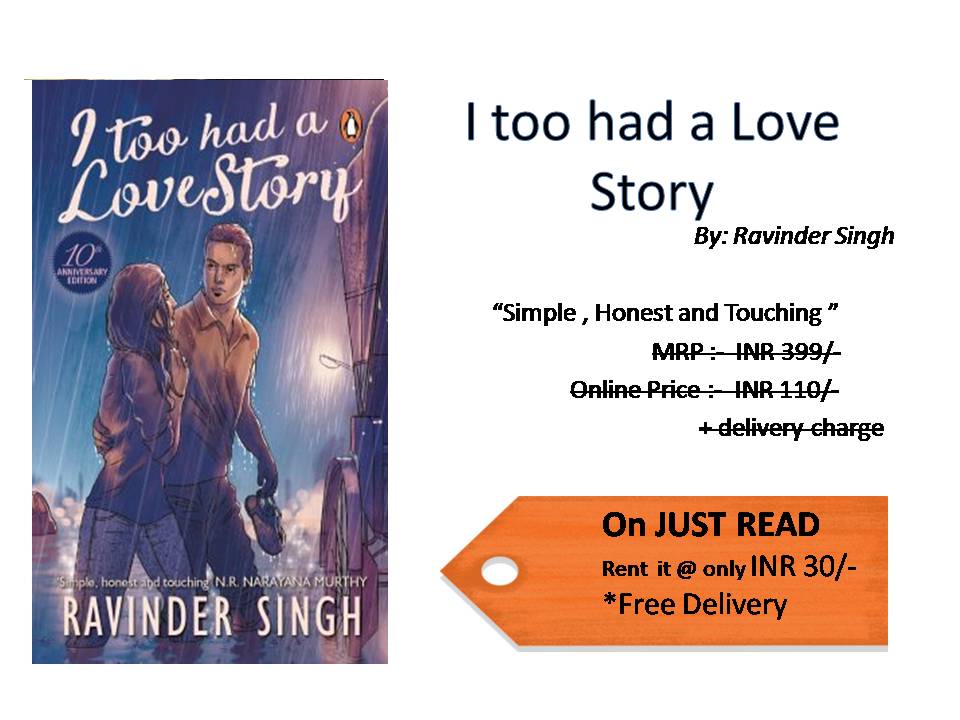 I too had a
Love Story
10th
ANNIVERSARY
EDITION
'Simple, honest and touching' N.R. NARAYANA MURTHY
RAVINDER SINGH
I too had a Love
Story
By: Ravinder Singh
“Simple , Honest and Touching ”
MRP :- INR 399/-
Online Price :- INR 110/-
+ delivery charge
On JUST READ
Rent it @ only INR 30/-
*Free Delivery